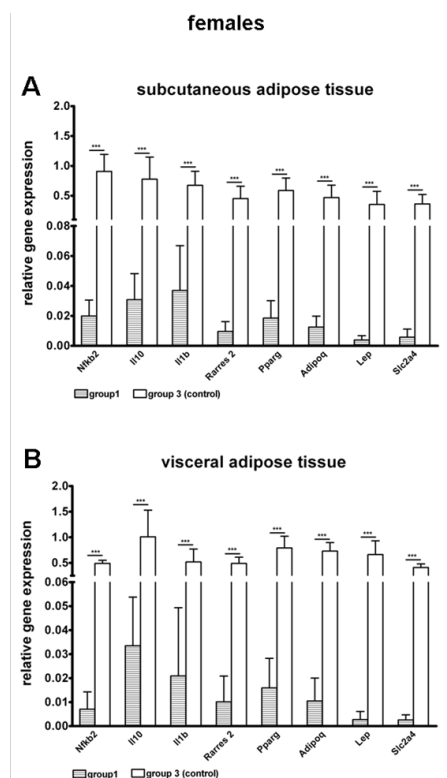 females
A
subcutaneous adipose tissue
relative gene expression
2.0
1.5
1.0
0.5
0.08
0.06
0.04
0.02
0.00
*** *** *** *** *** *** *** ***
Nfkb2 Il10 Il1b Rarres 2 Pparg Adipoq Lep Slc2a4
group1 group 3 (control)
B
visceral adipose tissue
relative gene expression
2.0
1.5
1.0
0.5
0.06
0.05
0.04
0.03
0.02
0.01
0.00
*** *** *** *** *** *** *** ***
Nfkb2 Il10 Il1b Rarres 2 Pparg Adipoq Lep Slc2a4
group1 group 3 (control)